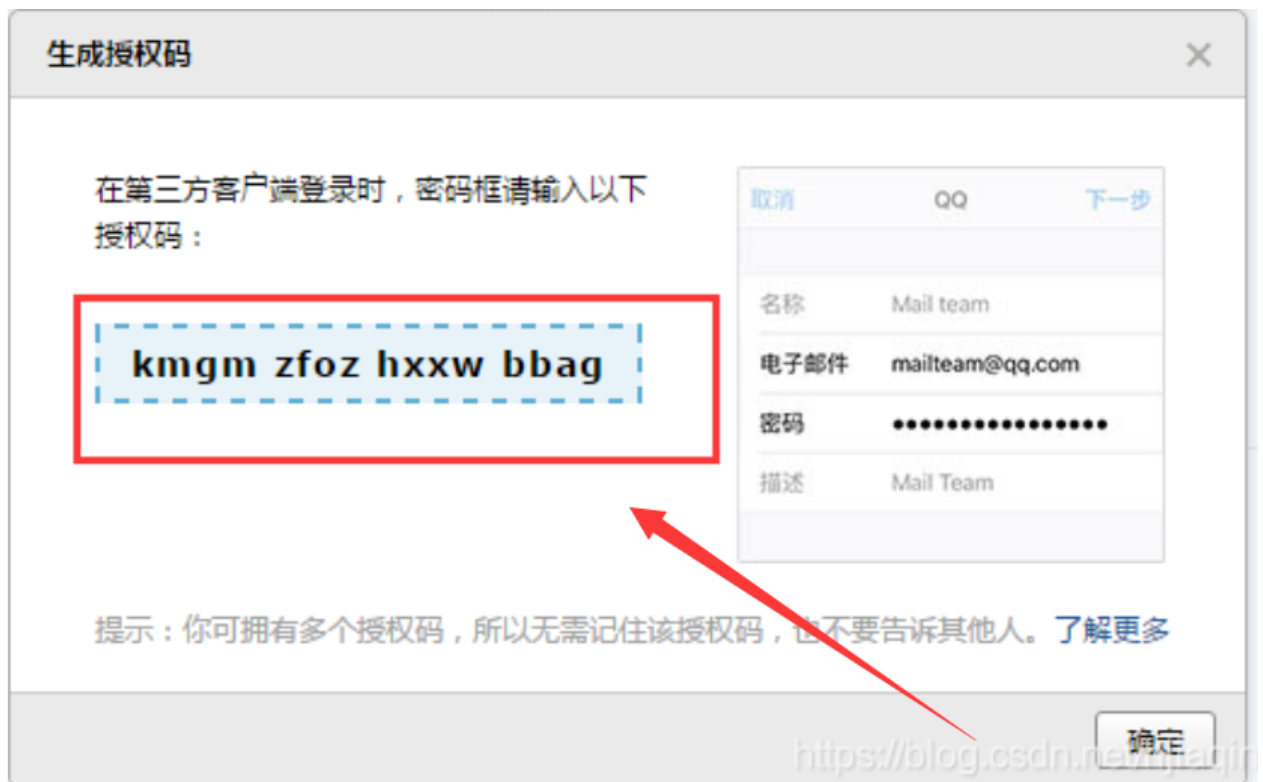 生成授权码
在第三方客户端登录时，密码框请输入以下
授权码：
kmgm zfoz hxxw bbag
取消 QQ 下一步
名称 Mail team
电子邮件 mailteam@qq.com
密码 ••••••••••••••••
描述 Mail Team
提示：你可拥有多个授权码，所以无需记住该授权码，也不要告诉其他人。了解更多
确定
https://blog.csdn.net/